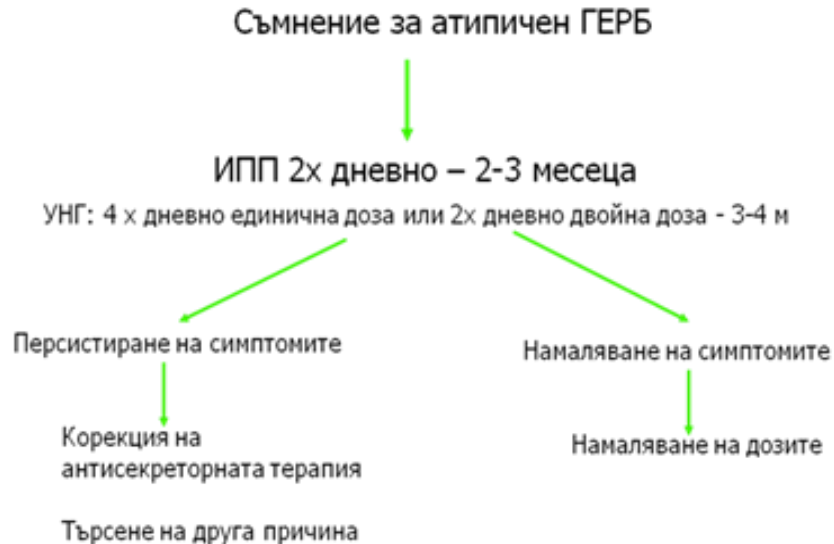 Съмнение за атипичен ГЕРБ
ИПП 2х дневно – 2-3 месеца
УНГ: 4 х дневно единична доза или 2х дневно двойна доза - 3-4 м
Персистиране на симптомите
Намаляване на симптомите
Корекция на
антисекреторната терапия
Намаляване на дозите
Търсене на друга причина